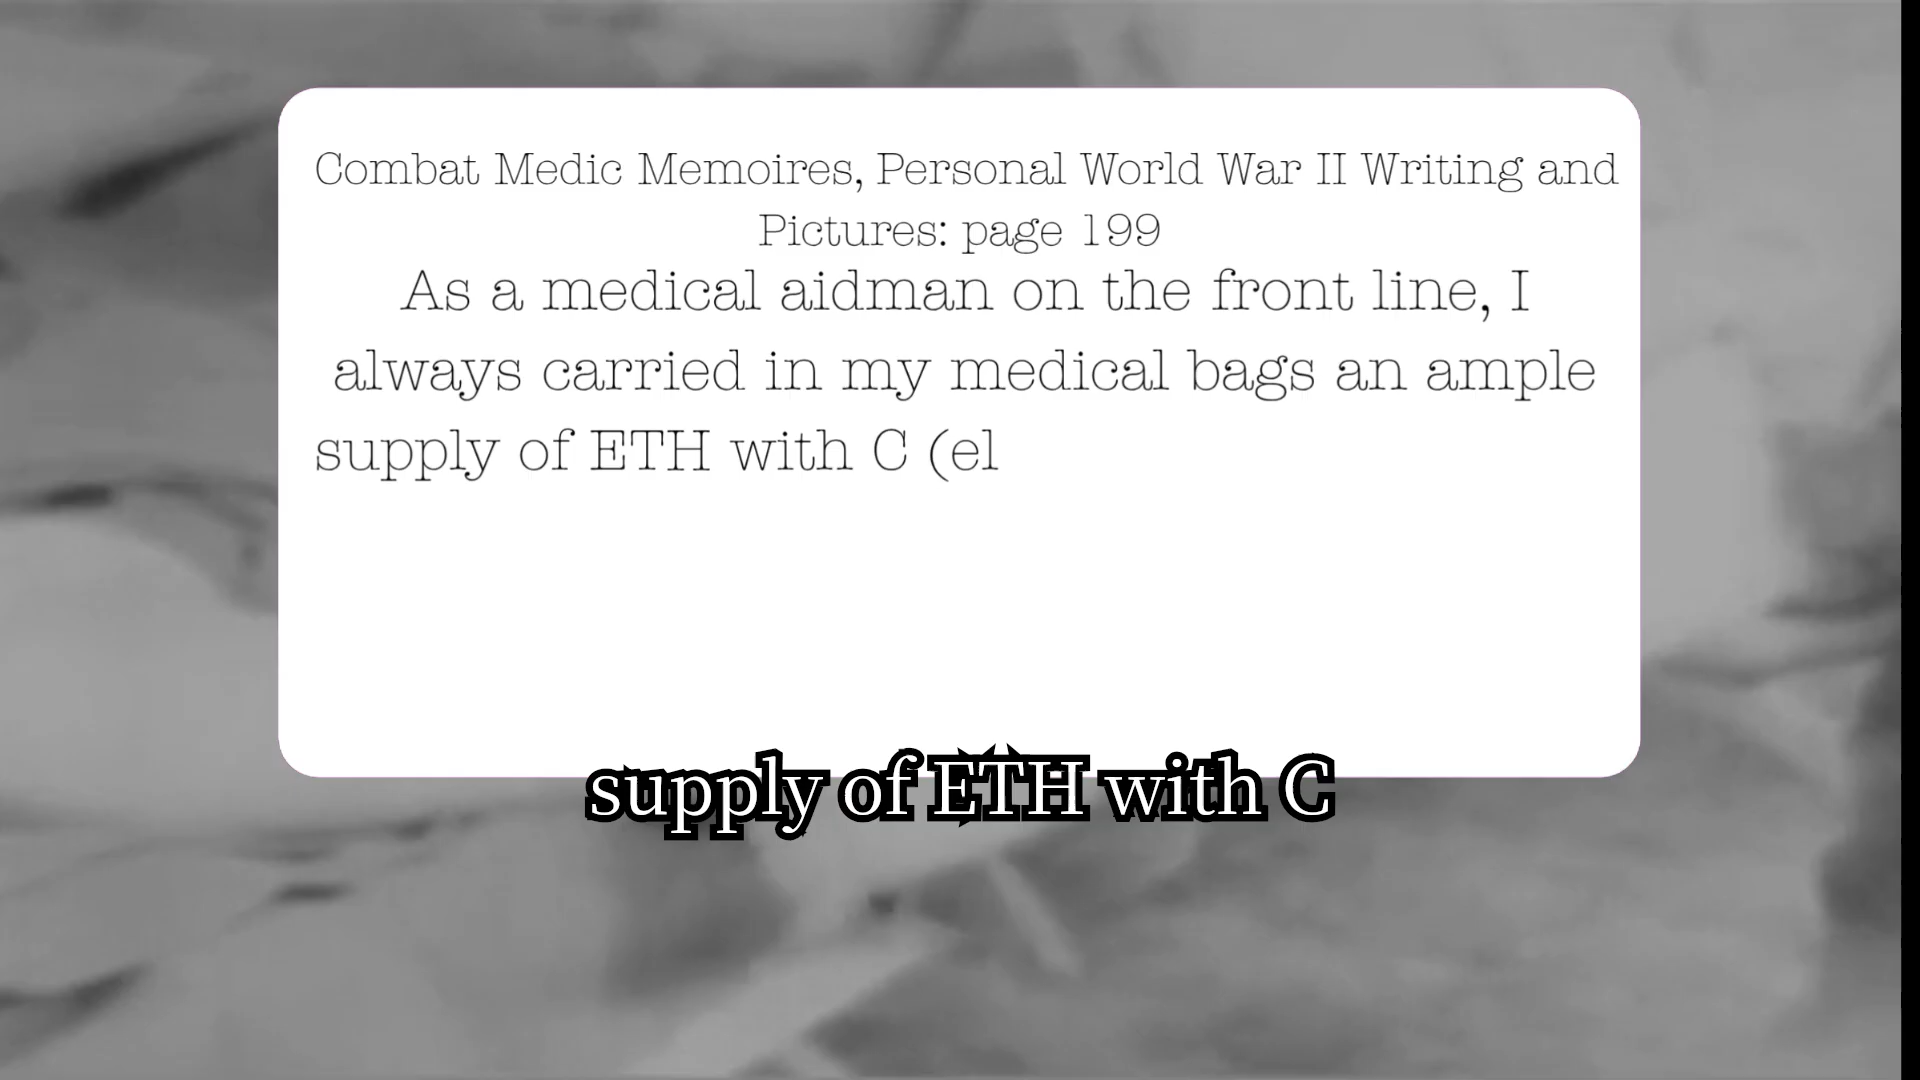 Combat Medic Memoires, Personal World War II Writing and
Pictures: page 199
As a medical aidman on the front line, I
always carried in my medical bags an ample
supply of ETH with C (el
supply of ETH with C